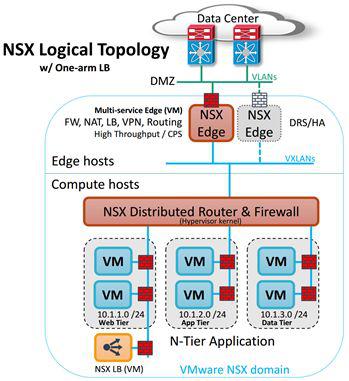 Data Center
NSX Logical Topology
w/ One-arm LB
DMZ
VLANs
Multi-service Edge (VM)
FW, NAT, LB, VPN, Routing
High Throughput / CPS
NSX Edge
NSX Edge
DRS/HA
Edge hosts
VXLANs
Compute hosts
NSX Distributed Router & Firewall
(Hypervisor kernel)
VM
VM
VM
VM
VM
VM
10.1.1.0 /24
10.1.2.0 /24
10.1.3.0 /24
Web Tier
App Tier
Data Tier
N-Tier Application
NSX LB (VM)
VMware NSX domain